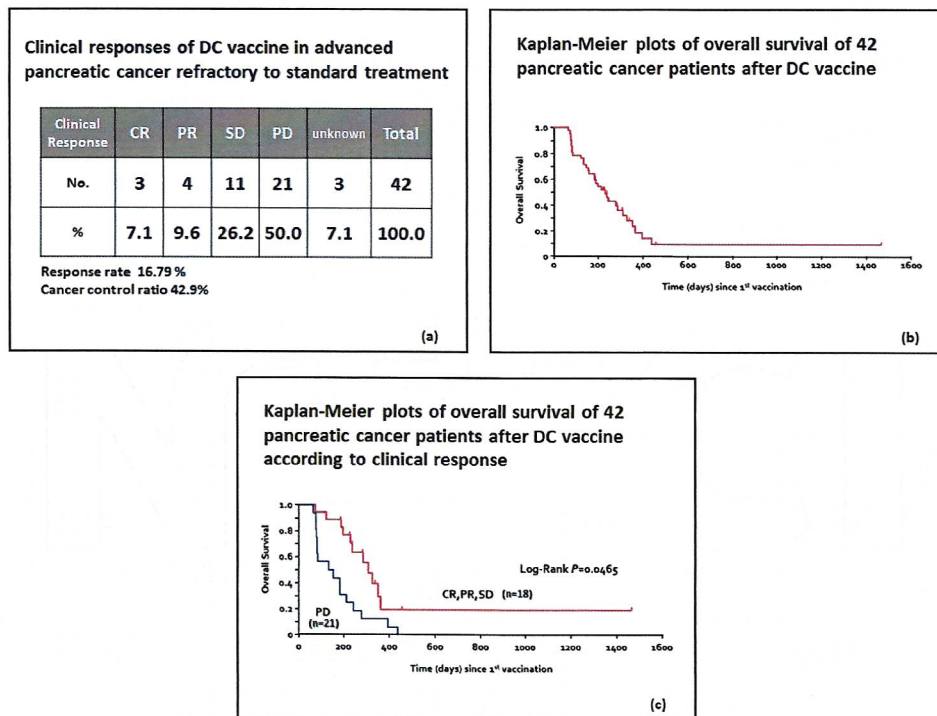 Clinical responses of DC vaccine in advanced
pancreatic cancer refractory to standard treatment
Clinical Response CR PR SD PD unknown Total
No. 3 4 11 21 3 42
% 7.1 9.6 26.2 50.0 7.1 100.0
Response rate 16.79 %
Cancer control ratio 42.9%
(a)
Kaplan-Meier plots of overall survival of 42
pancreatic cancer patients after DC vaccine
Overall Survival
1.0
0.8
0.6
0.4
0.2
0
0 200 400 600 800 1000 1200 1400 1600
Time (days) since 1st vaccination
(b)
Kaplan-Meier plots of overall survival of 42
pancreatic cancer patients after DC vaccine
according to clinical response
Overall Survival
1.0
0.8
0.6
0.4
0.2
0
Log-Rank P=0.0465
CR,PR,SD (n=18)
PD
(n=21)
0 200 400 600 800 1000 1200 1400 1600
Time (days) since 1st vaccination
(c)